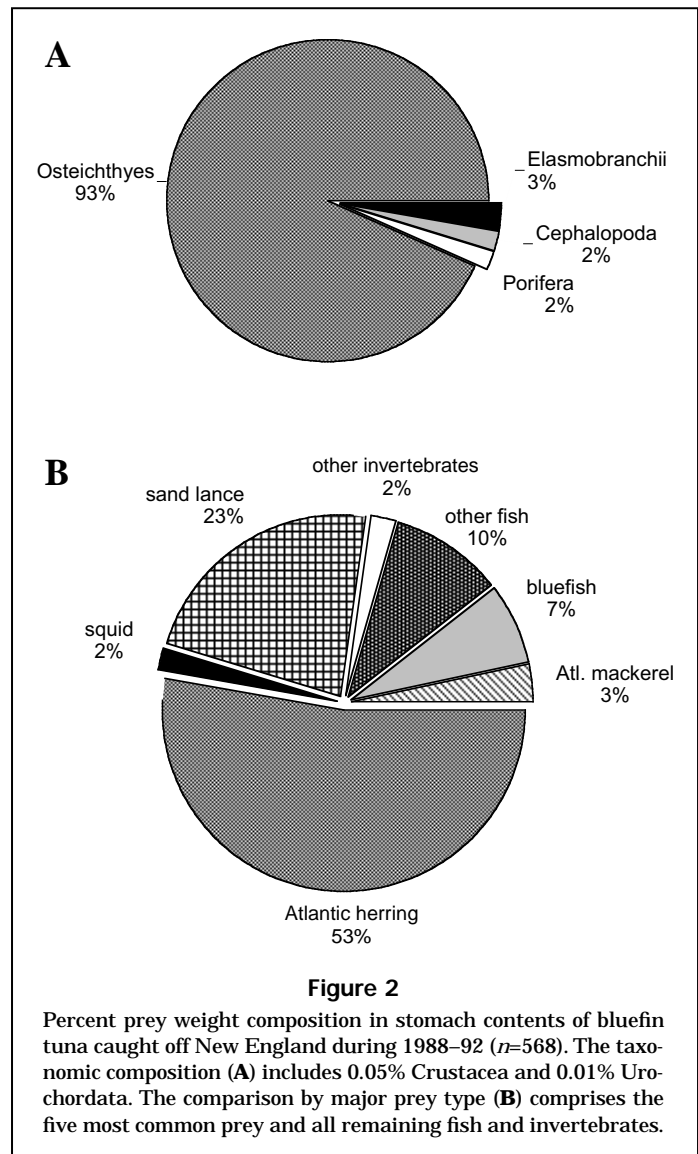 A
Osteichthyes
93%
Elasmobranchii
3%
Cephalopoda
2%
Porifera
2%
B
other invertebrates
2%
sand lance
23%
other fish
10%
bluefish
7%
squid
2%
Atl. mackerel
3%
Atlantic herring
53%
Figure 2
Percent prey weight composition in stomach contents of bluefin
tuna caught off New England during 1988–92 (n=568). The taxo-
nomic composition (A) includes 0.05% Crustacea and 0.01% Uro-
chordata. The comparison by major prey type (B) comprises the
five most common prey and all remaining fish and invertebrates.